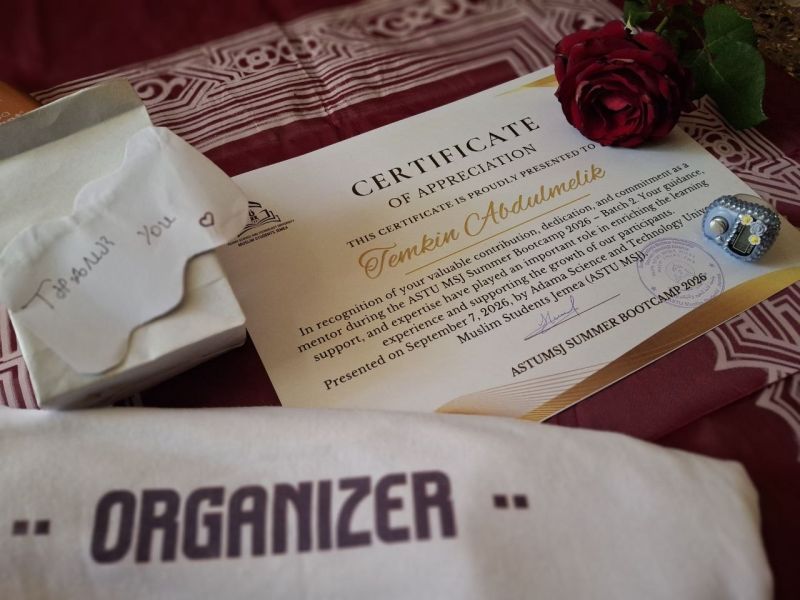 CERTIFICATE
OF APPRECIATION
THIS CERTIFICATE IS PROUDLY PRESENTED TO
Temkin Abdulmelik
In recognition of your valuable contribution, dedication, and commitment as a
mentor during the ASTU MSJ Summer Bootcamp 2026 – Batch 2. Your guidance,
support, and expertise have played an important role in enriching the learning
experience and supporting the growth of our participants.
Presented on September 7, 2026, by Adama Science and Technology
Muslim Students Jemea (ASTU MSJ).
ASTUMSJ SUMMER BOOTCAMP 2026
MUSLIM STUDENTS JEMEA
YOU
ORGANIZER